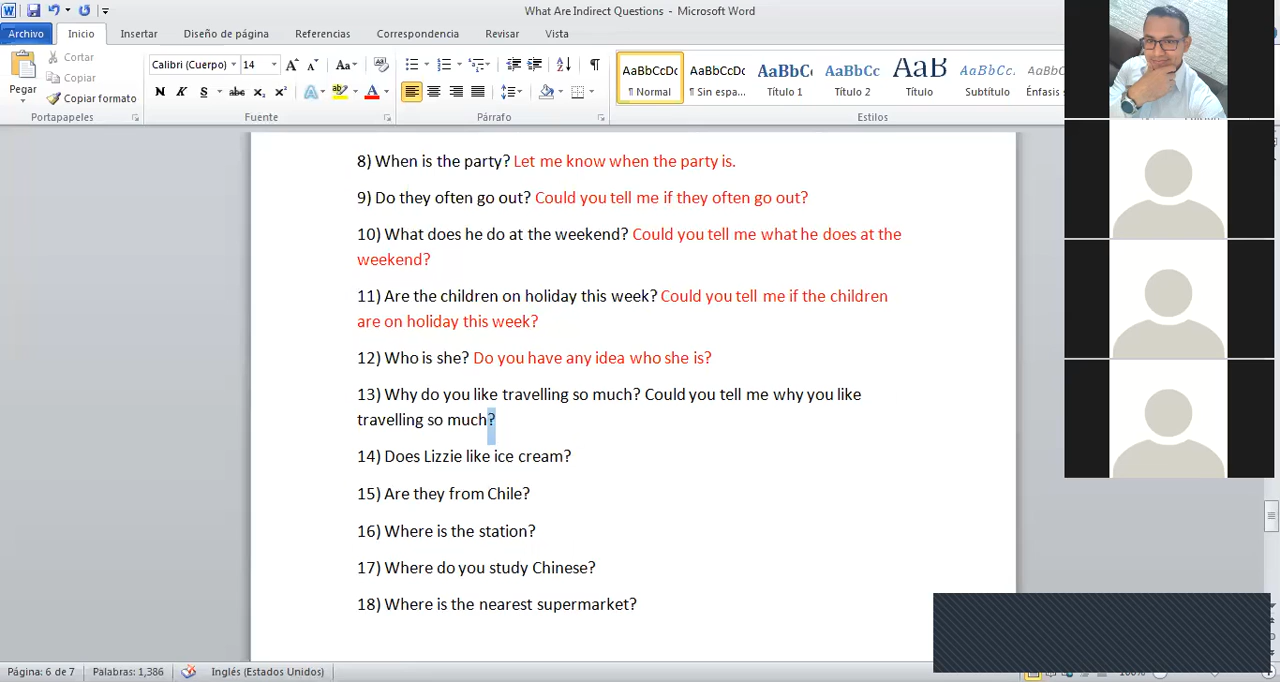 What Are Indirect Questions - Microsoft Word
Archivo Inicio Insertar Diseño de página Referencias Correspondencia Revisar Vista
Cortar
Copiar
Copiar formato
Pegar
Portapapeles
Calibri (Cuerpo) 14
Fuente
Párrafo
AaBbCcDc AaBbCcDc AaBbC AaBbCc AaB AaBbCc AaBbCc
¶ Normal ¶ Sin espa... Título 1 Título 2 Título Subtítulo Énfasis
Estilos
8) When is the party? Let me know when the party is.
9) Do they often go out? Could you tell me if they often go out?
10) What does he do at the weekend? Could you tell me what he does at the
weekend?
11) Are the children on holiday this week? Could you tell me if the children
are on holiday this week?
12) Who is she? Do you have any idea who she is?
13) Why do you like travelling so much? Could you tell me why you like
travelling so much?
14) Does Lizzie like ice cream?
15) Are they from Chile?
16) Where is the station?
17) Where do you study Chinese?
18) Where is the nearest supermarket?
Página: 6 de 7 Palabras: 1,386 Inglés (Estados Unidos)